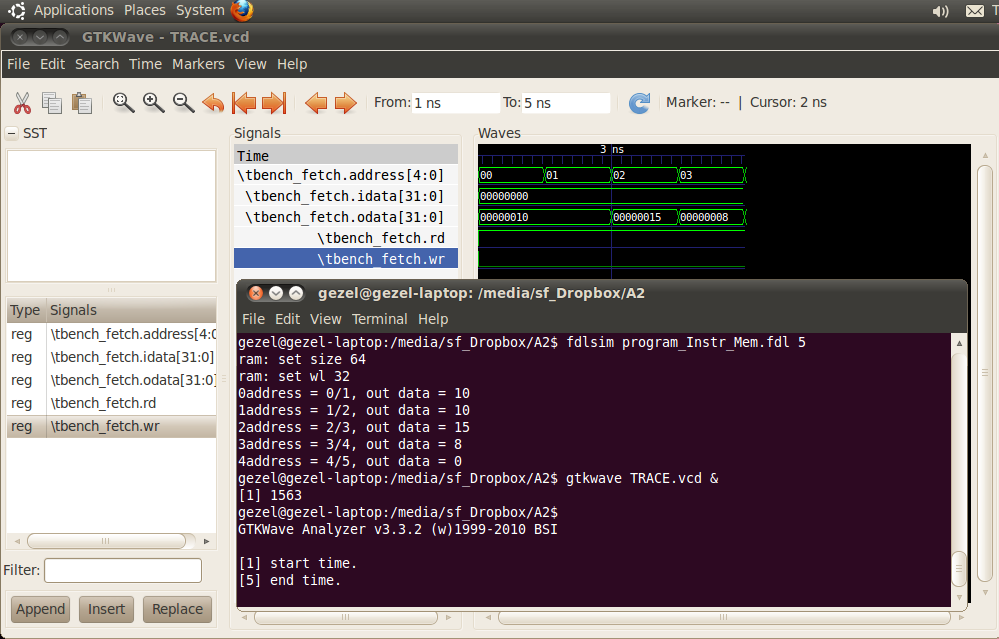 Applications Places System
GTKWave - TRACE.vcd
File Edit Search Time Markers View Help
From: 1 ns To: 5 ns Marker: -- | Cursor: 2 ns
SST
Signals
Waves
Time
3 ns
\tbench_fetch.address[4:0]
00 01 02 03
\tbench_fetch.idata[31:0]
00000000
\tbench_fetch.odata[31:0]
00000010 00000015 00000008
\tbench_fetch.rd
\tbench_fetch.wr
Type Signals
reg \tbench_fetch.address[4:0
reg \tbench_fetch.idata[31:0]
reg \tbench_fetch.odata[31:0]
reg \tbench_fetch.rd
reg \tbench_fetch.wr
Filter:
Append Insert Replace
gezel@gezel-laptop: /media/sf_Dropbox/A2
File Edit View Terminal Help
gezel@gezel-laptop:/media/sf_Dropbox/A2$ fdlsim program_Instr_Mem.fdl 5
ram: set size 64
ram: set wl 32
0address = 0/1, out data = 10
1address = 1/2, out data = 10
2address = 2/3, out data = 15
3address = 3/4, out data = 8
4address = 4/5, out data = 0
gezel@gezel-laptop:/media/sf_Dropbox/A2$ gtkwave TRACE.vcd &
[1] 1563
gezel@gezel-laptop:/media/sf_Dropbox/A2$
GTKWave Analyzer v3.3.2 (w)1999-2010 BSI
[1] start time.
[5] end time.